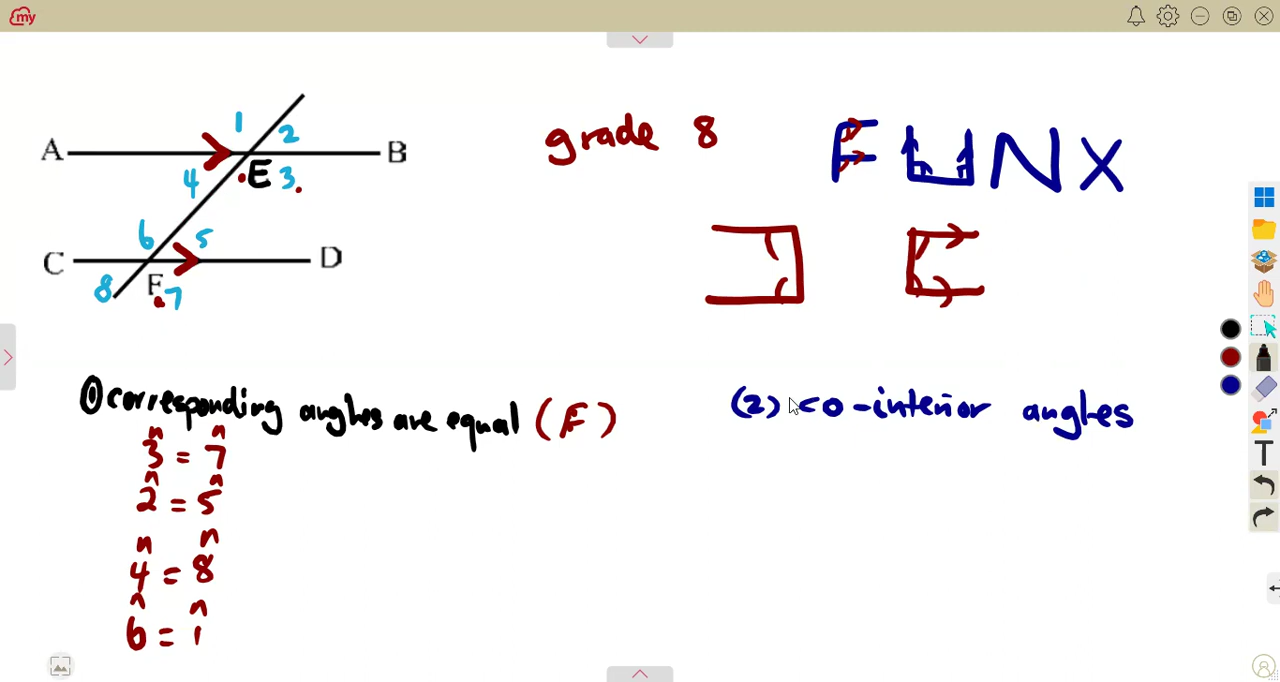 my
1
2
A
B
grade 8
F U N X
4
E
3
6
5
C
D
8
F
7
① corresponding angles are equal (F)
(2) co-interior angles
3̂ = 7̂
2̂ = 5̂
4̂ = 8̂
6̂ = 1̂
T